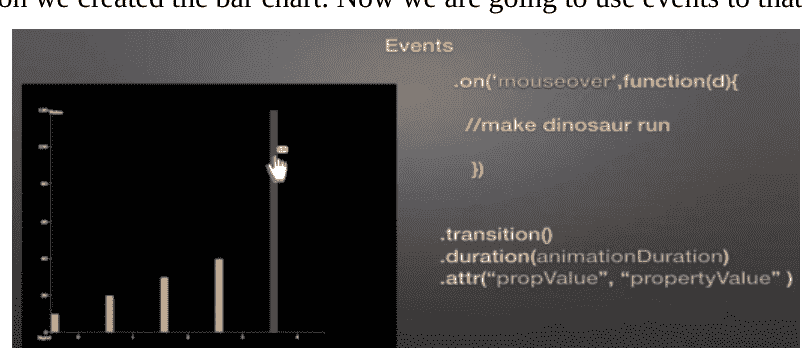 on we created the bar chart. Now we are going to use events to that
Events
.on('mouseover',function(d){
//make dinosaur run
})
.transition()
.duration(animationDuration)
.attr("propValue", "propertyValue" )